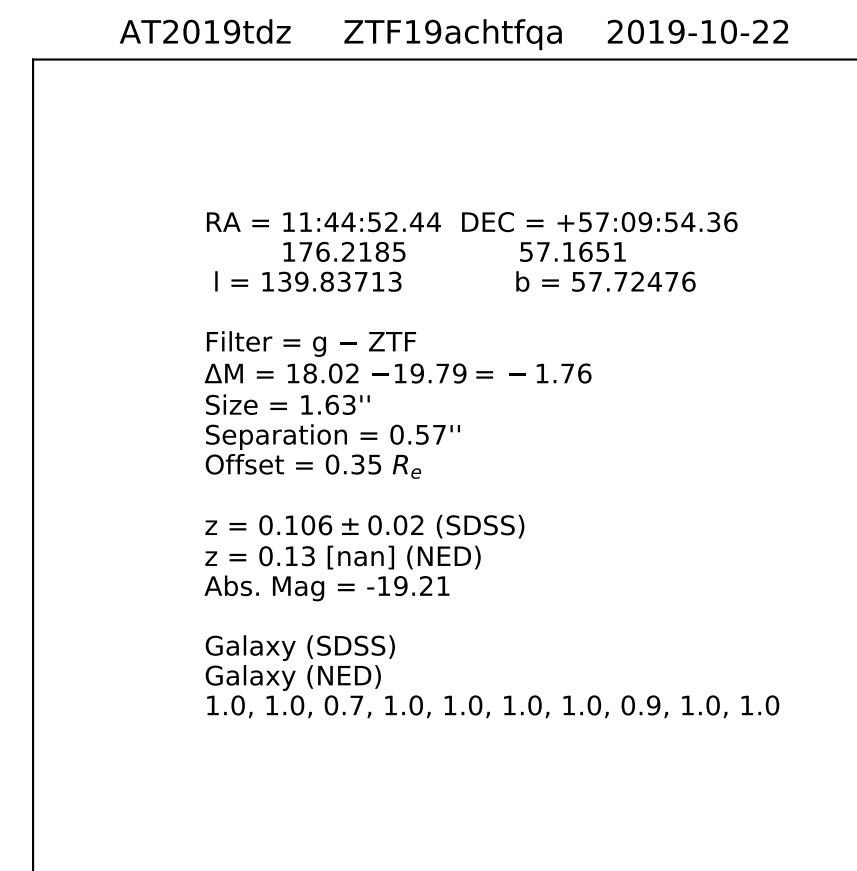 AT2019tdz ZTF19achtfqa 2019-10-22
RA = 11:44:52.44 DEC = +57:09:54.36
176.2185 57.1651
l = 139.83713 b = 57.72476
Filter = g − ZTF
ΔM = 18.02 −19.79 = − 1.76
Size = 1.63''
Separation = 0.57''
Offset = 0.35 Rₑ
z = 0.106 ± 0.02 (SDSS)
z = 0.13 [nan] (NED)
Abs. Mag = -19.21
Galaxy (SDSS)
Galaxy (NED)
1.0, 1.0, 0.7, 1.0, 1.0, 1.0, 1.0, 0.9, 1.0, 1.0